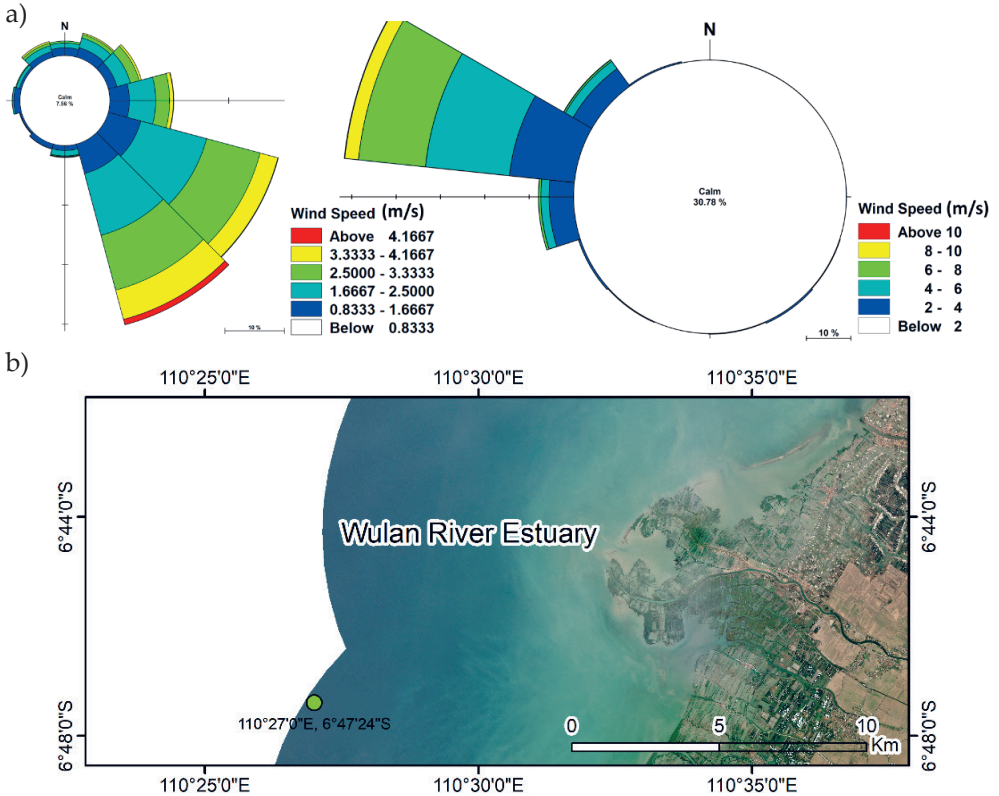 a)
N
Calm
7.56 %
10 %
Wind Speed (m/s)
Above 4.1667
3.3333 - 4.1667
2.5000 - 3.3333
1.6667 - 2.5000
0.8333 - 1.6667
Below 0.8333
N
Calm
30.78 %
10 %
Wind Speed (m/s)
Above 10
8 - 10
6 - 8
4 - 6
2 - 4
Below 2
b)
110°25'0"E 110°30'0"E 110°35'0"E
6°44'0"S
6°44'0"S
Wulan River Estuary
110°27'0"E, 6°47'24"S
0 5 10
Km
6°48'0"S
6°48'0"S
110°25'0"E 110°30'0"E 110°35'0"E